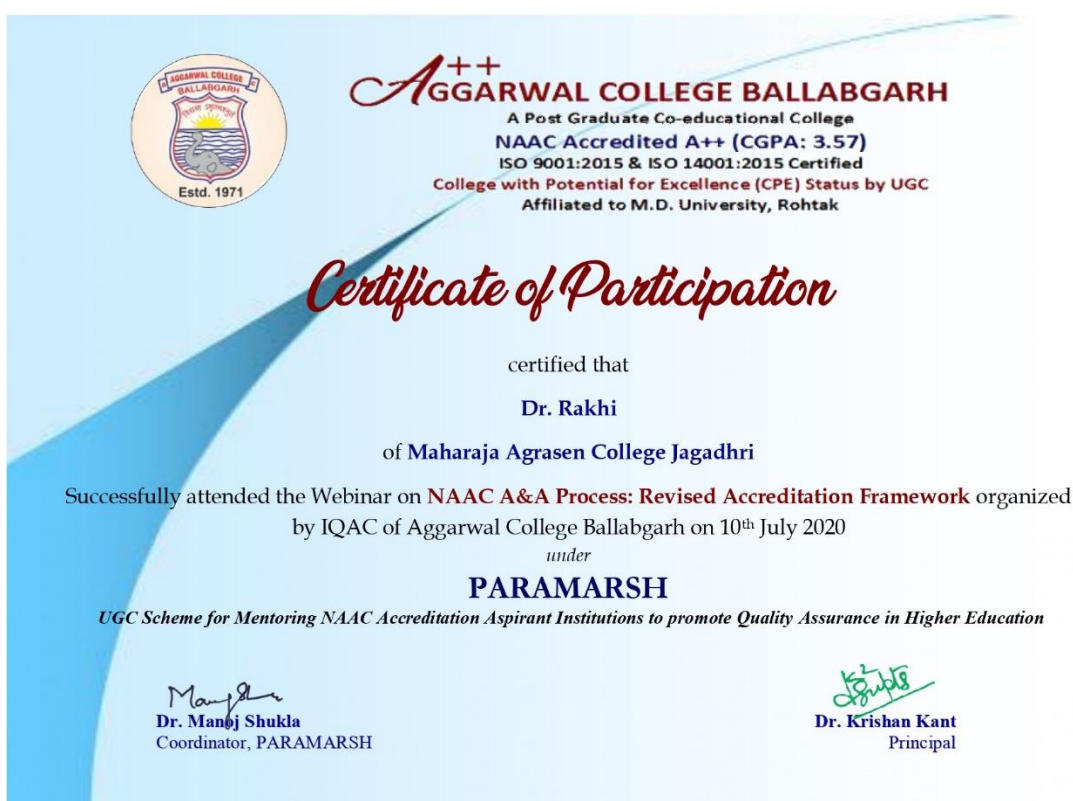 AGGARWAL COLLEGE
BALLABGARH
Estd. 1971
A++
AGGARWAL COLLEGE BALLABGARH
A Post Graduate Co-educational College
NAAC Accredited A++ (CGPA: 3.57)
ISO 9001:2015 & ISO 14001:2015 Certified
College with Potential for Excellence (CPE) Status by UGC
Affiliated to M.D. University, Rohtak
Certificate of Participation
certified that
Dr. Rakhi
of Maharaja Agrasen College Jagadhri
Successfully attended the Webinar on NAAC A&A Process: Revised Accreditation Framework organized
by IQAC of Aggarwal College Ballabgarh on 10th July 2020
under
PARAMARSH
UGC Scheme for Mentoring NAAC Accreditation Aspirant Institutions to promote Quality Assurance in Higher Education
Dr. Manoj Shukla
Coordinator, PARAMARSH
Dr. Krishan Kant
Principal